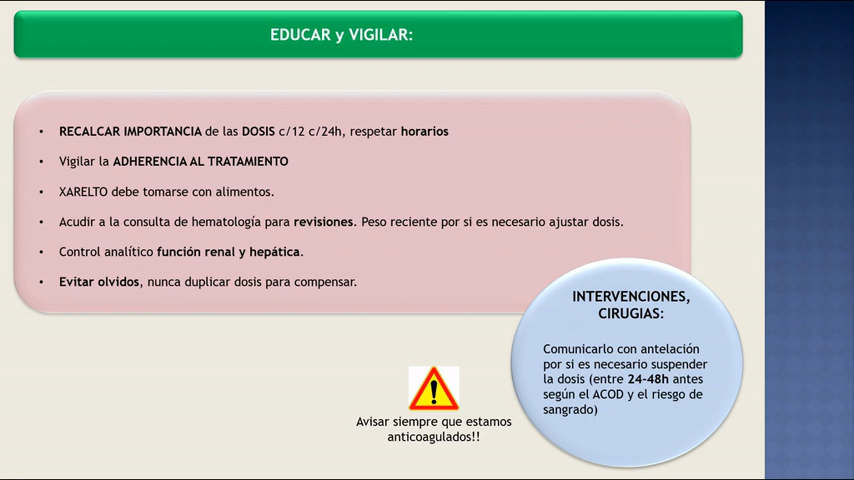 EDUCAR y VIGILAR:
• RECALCAR IMPORTANCIA de las DOSIS c/12 c/24h, respetar horarios
• Vigilar la ADHERENCIA AL TRATAMIENTO
• XARELTO debe tomarse con alimentos.
• Acudir a la consulta de hematología para revisiones. Peso reciente por si es necesario ajustar dosis.
• Control analítico función renal y hepática.
• Evitar olvidos, nunca duplicar dosis para compensar.
INTERVENCIONES,
CIRUGIAS:
Comunicarlo con antelación
por si es necesario suspender
la dosis (entre 24-48h antes
según el ACOD y el riesgo de
sangrado)
Avisar siempre que estamos
anticoagulados!!